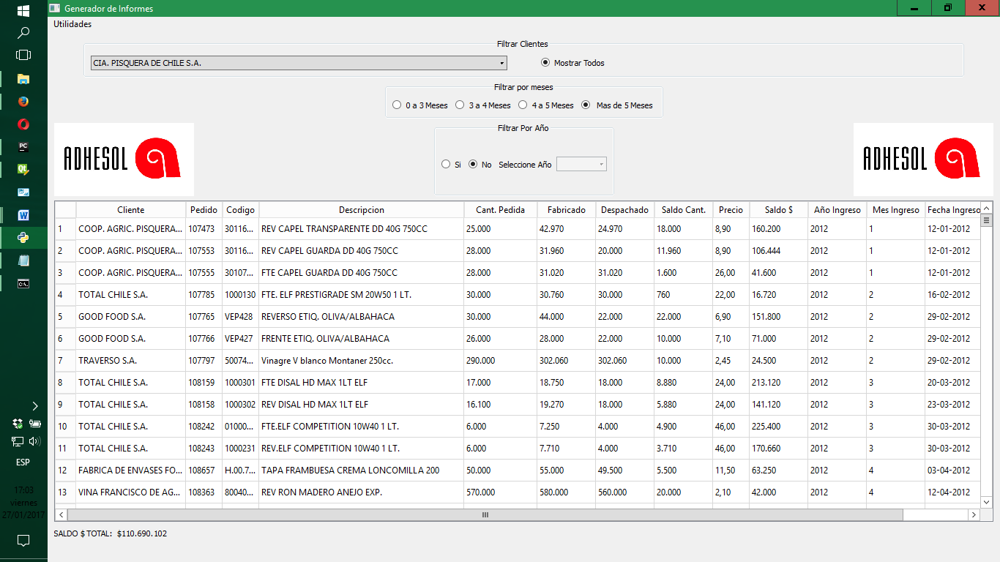 Generador de Informes
Utilidades
Filtrar Clientes
CIA. PISQUERA DE CHILE S.A. Mostrar Todos
Filtrar por meses
0 a 3 Meses 3 a 4 Meses 4 a 5 Meses Mas de 5 Meses
Filtrar Por Año
ADHESOL Si No Seleccione Año ADHESOL
Cliente Pedido Codigo Descripcion Cant. Pedida Fabricado Despachado Saldo Cant. Precio Saldo $ Año Ingreso Mes Ingreso Fecha Ingreso
1 COOP. AGRIC. PISQUERA... 107473 30116... REV CAPEL TRANSPARENTE DD 40G 750CC 25.000 42.970 24.970 18.000 8,90 160.200 2012 1 12-01-2012
2 COOP. AGRIC. PISQUERA... 107553 30116... REV CAPEL GUARDA DD 40G 750CC 28.000 31.960 20.000 11.960 8,90 106.444 2012 1 12-01-2012
3 COOP. AGRIC. PISQUERA... 107555 30107... FTE CAPEL GUARDA DD 40G 750CC 28.000 31.020 31.020 1.600 26,00 41.600 2012 1 12-01-2012
4 TOTAL CHILE S.A. 107785 1000130 FTE. ELF PRESTIGRADE SM 20W50 1 LT. 30.000 30.760 30.000 760 22,00 16.720 2012 2 16-02-2012
5 GOOD FOOD S.A. 107765 VEP428 REVERSO ETIQ. OLIVA/ALBAHACA 30.000 44.000 22.000 22.000 6,90 151.800 2012 2 29-02-2012
6 GOOD FOOD S.A. 107766 VEP427 FRENTE ETIQ. OLIVA/ALBAHACA 26.000 28.000 22.000 10.000 7,10 71.000 2012 2 29-02-2012
7 TRAVERSO S.A. 107797 50074... Vinagre V blanco Montaner 250cc. 290.000 302.060 302.060 10.000 2,45 24.500 2012 2 29-02-2012
8 TOTAL CHILE S.A. 108159 1000301 FTE DISAL HD MAX 1LT ELF 17.000 18.750 18.000 8.880 24,00 213.120 2012 3 20-03-2012
9 TOTAL CHILE S.A. 108158 1000302 REV DISAL HD MAX 1LT ELF 16.100 19.270 18.000 5.880 24,00 141.120 2012 3 23-03-2012
10 TOTAL CHILE S.A. 108242 01000... FTE.ELF COMPETITION 10W40 1 LT. 6.000 7.250 4.000 4.900 46,00 225.400 2012 3 30-03-2012
11 TOTAL CHILE S.A. 108243 1000231 REV.ELF COMPETITION 10W40 1 LT. 6.000 7.710 4.000 3.710 46,00 170.660 2012 3 30-03-2012
12 FABRICA DE ENVASES FO... 108657 H.00.7... TAPA FRAMBUESA CREMA LONCOMILLA 200 50.000 55.000 49.500 5.500 11,50 63.250 2012 4 03-04-2012
13 VINA FRANCISCO DE AG... 108363 80040... REV RON MADERO ANEJO EXP. 570.000 580.000 560.000 20.000 2,10 42.000 2012 4 12-04-2012
SALDO $ TOTAL: $110.690.102
PC
Qt
W
C:\.
ESP
17:03
viernes
27/01/2017